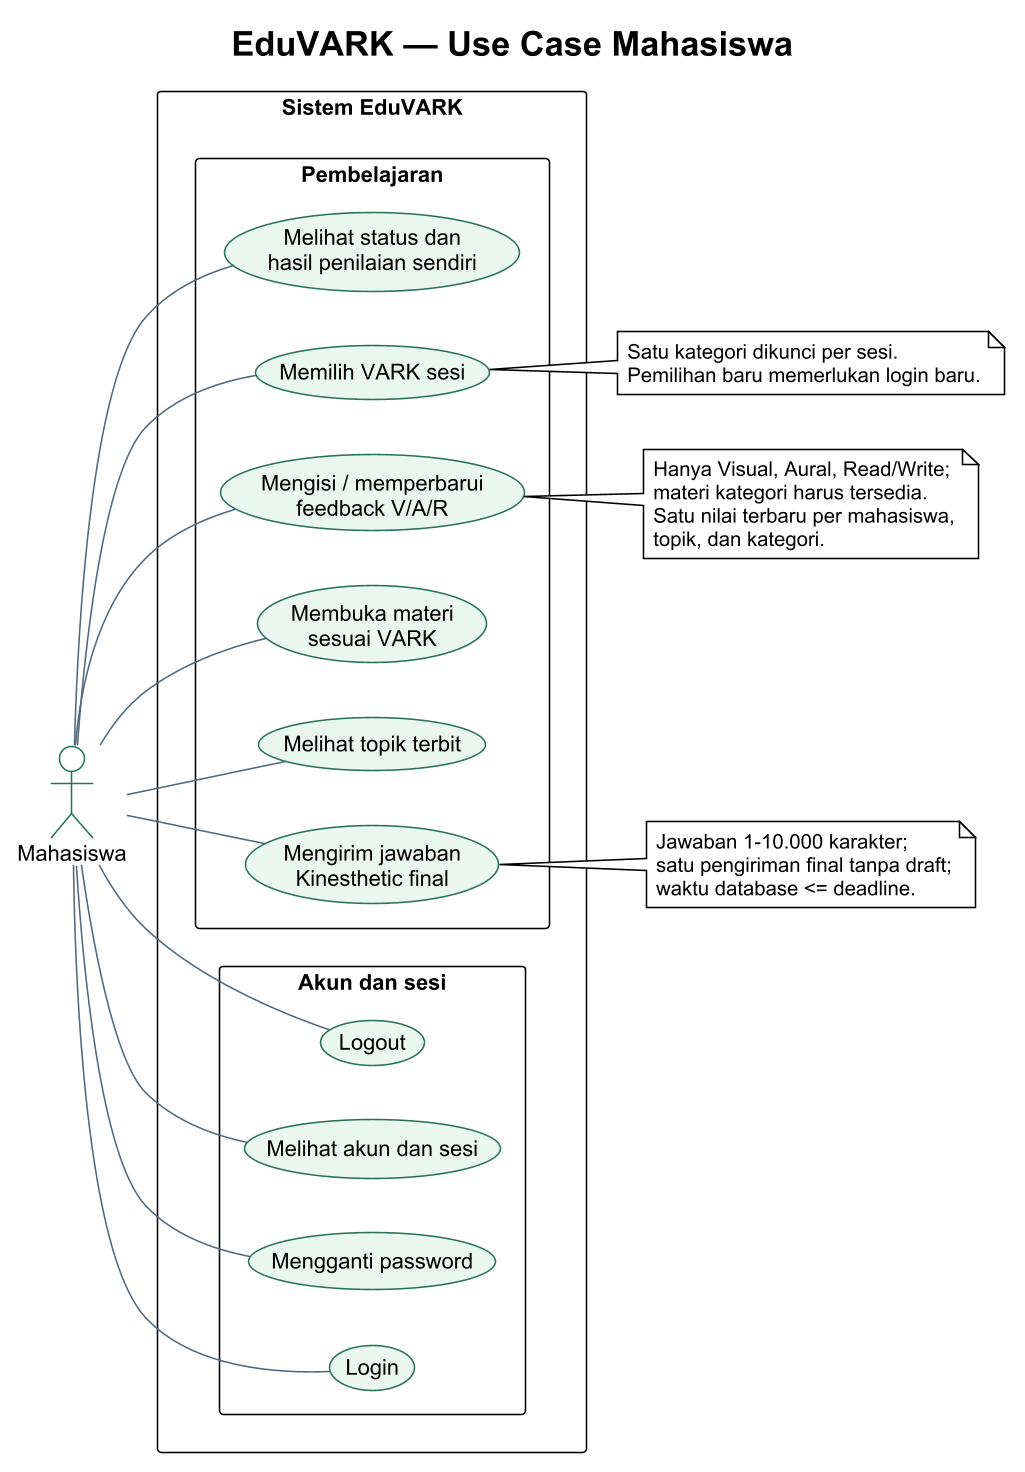 EduVARK — Use Case Mahasiswa
Sistem EduVARK
Pembelajaran
Melihat status dan
hasil penilaian sendiri
Memilih VARK sesi
Satu kategori dikunci per sesi.
Pemilihan baru memerlukan login baru.
Mengisi / memperbarui
feedback V/A/R
Hanya Visual, Aural, Read/Write;
materi kategori harus tersedia.
Satu nilai terbaru per mahasiswa,
topik, dan kategori.
Membuka materi
sesuai VARK
Melihat topik terbit
Mahasiswa
Mengirim jawaban
Kinesthetic final
Jawaban 1-10.000 karakter;
satu pengiriman final tanpa draft;
waktu database <= deadline.
Akun dan sesi
Logout
Melihat akun dan sesi
Mengganti password
Login